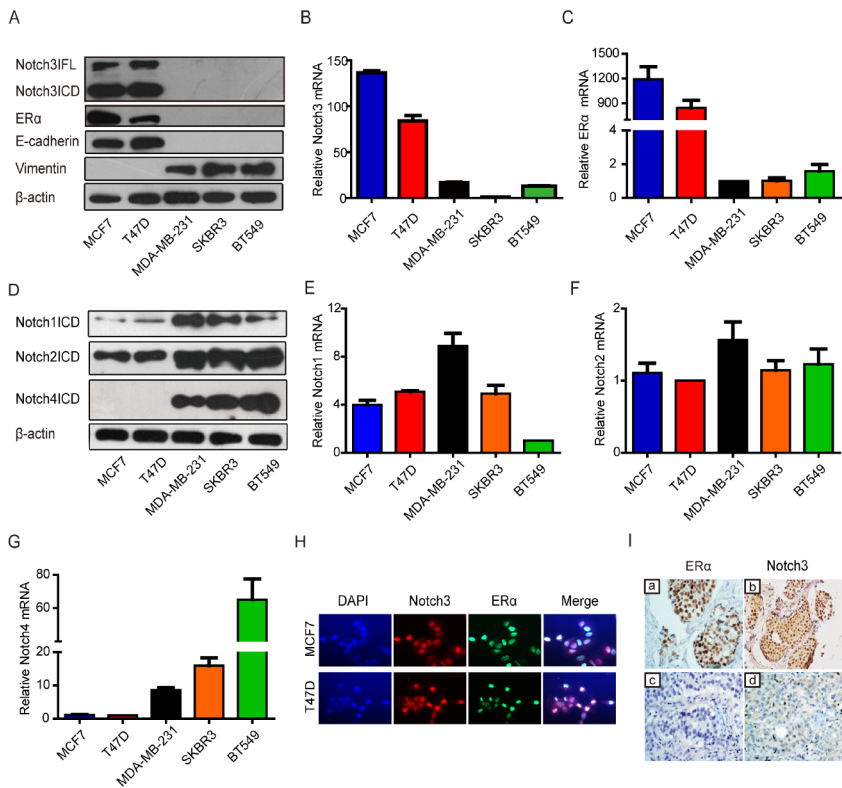 A
Notch3IFL
Notch3ICD
ERα
E-cadherin
Vimentin
β-actin
MCF7
T47D
MDA-MB-231
SKBR3
BT549
B
Relative Notch3 mRNA
150
100
50
0
MCF7
T47D
MDA-MB-231
SKBR3
BT549
C
Relative ERα mRNA
1500
1200
900
4
2
0
MCF7
T47D
MDA-MB-231
SKBR3
BT549
D
Notch1ICD
Notch2ICD
Notch4ICD
β-actin
MCF7
T47D
MDA-MB-231
SKBR3
BT549
E
Relative Notch1 mRNA
12
8
4
0
MCF7
T47D
MDA-MB-231
SKBR3
BT549
F
Relative Notch2 mRNA
2
1
0
MCF7
T47D
MDA-MB-231
SKBR3
BT549
G
Relative Notch4 mRNA
80
60
40
20
10
0
MCF7
T47D
MDA-MB-231
SKBR3
BT549
H
DAPI Notch3 ERα Merge
MCF7
T47D
I
ERα Notch3
a b
c d